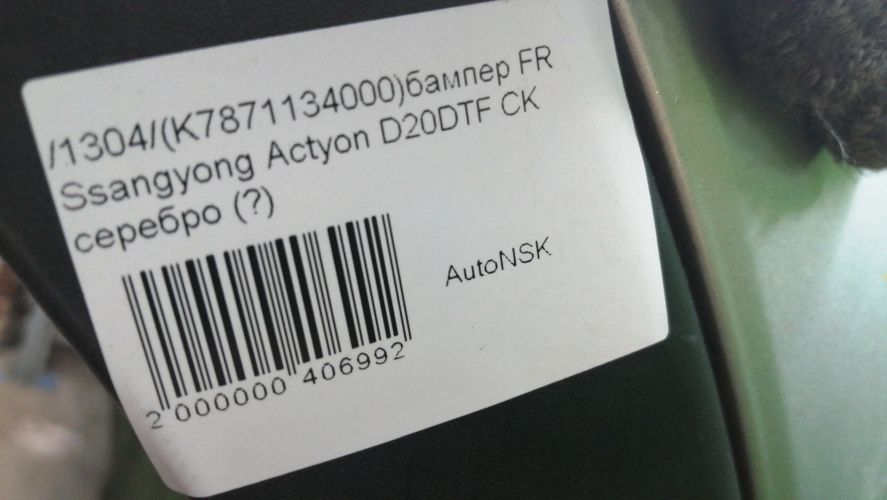 /1304/(K7871134000)бампер FR
Ssangyong Actyon D20DTF CK
серебро (?)
AutoNSK
2 000000 406992